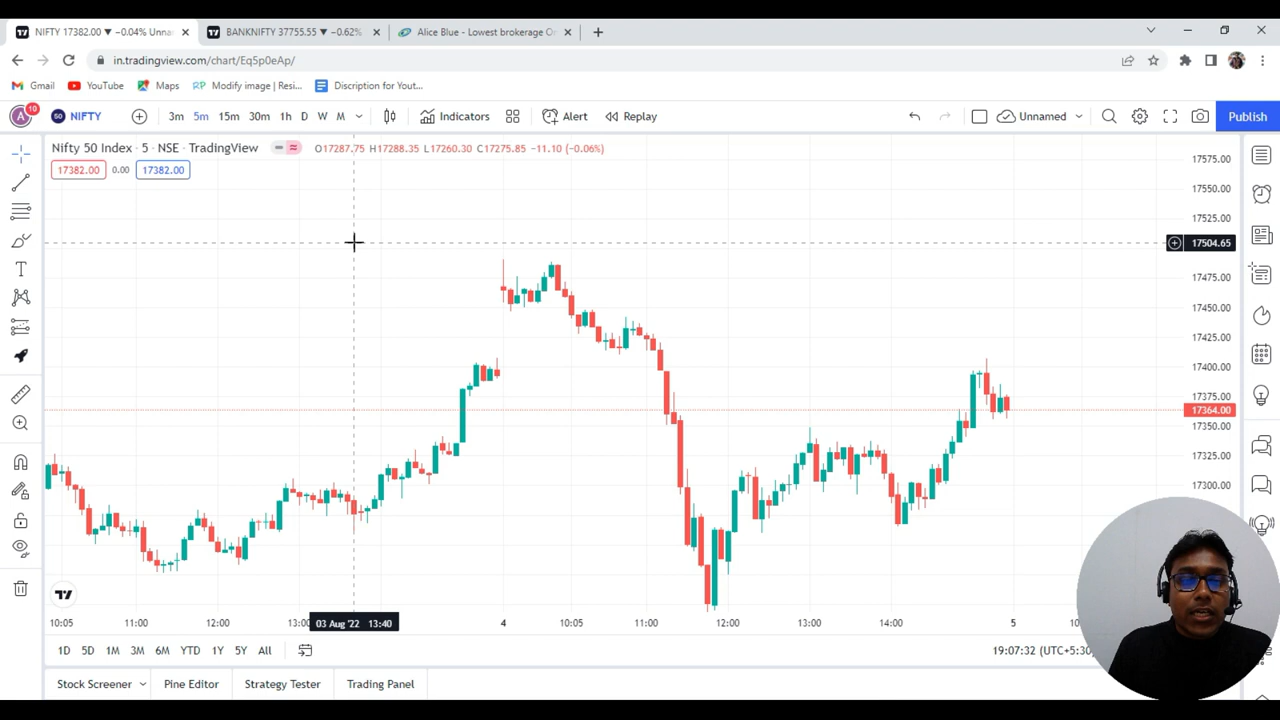 NIFTY 17382.00 ▼ −0.04% Unna
BANKNIFTY 37755.55 ▼ −0.62%
Alice Blue - Lowest brokerage O
in.tradingview.com/chart/Eq5p0eAp/
Gmail
YouTube
Maps
Modify image | Resi...
Discription for Yout...
A
10
50
NIFTY
3m
5m
15m
30m
1h
D
W
M
Indicators
Alert
Replay
Unnamed
Publish
Nifty 50 Index · 5 · NSE · TradingView
O17287.75 H17288.35 L17260.30 C17275.85 −11.10 (−0.06%)
17382.00
0.00
17382.00
17575.00
17550.00
17525.00
17504.65
17475.00
17450.00
17425.00
17400.00
17375.00
17364.00
17350.00
17325.00
17300.00
10:05
11:00
12:00
13:00
03 Aug '22 13:40
4
10:05
11:00
12:00
13:00
14:00
5
1D
5D
1M
3M
6M
YTD
1Y
5Y
All
19:07:32 (UTC+5:30)
Stock Screener
Pine Editor
Strategy Tester
Trading Panel